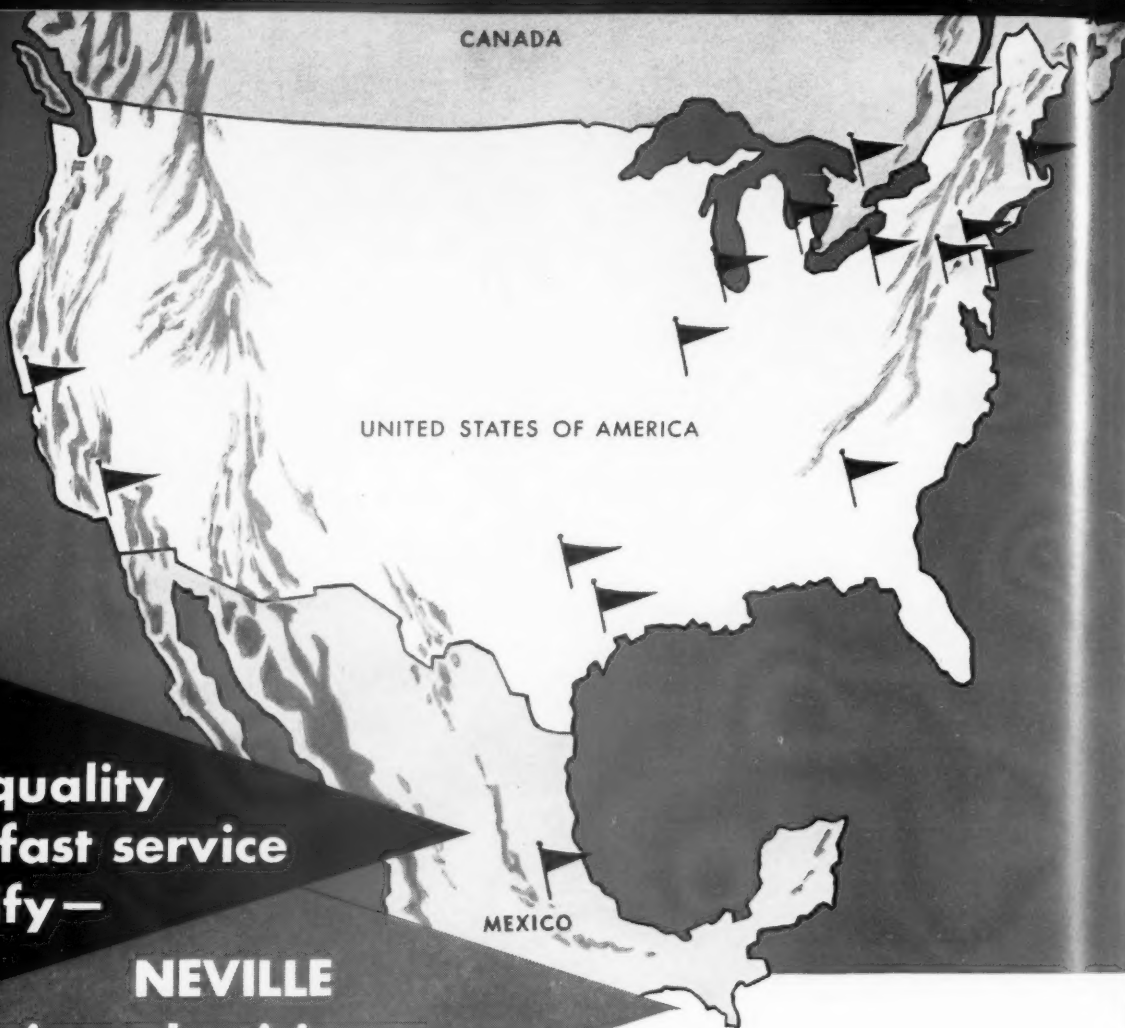 CANADA
UNITED STATES OF AMERICA
MEXICO
quality
fast service
fy—
NEVILLE